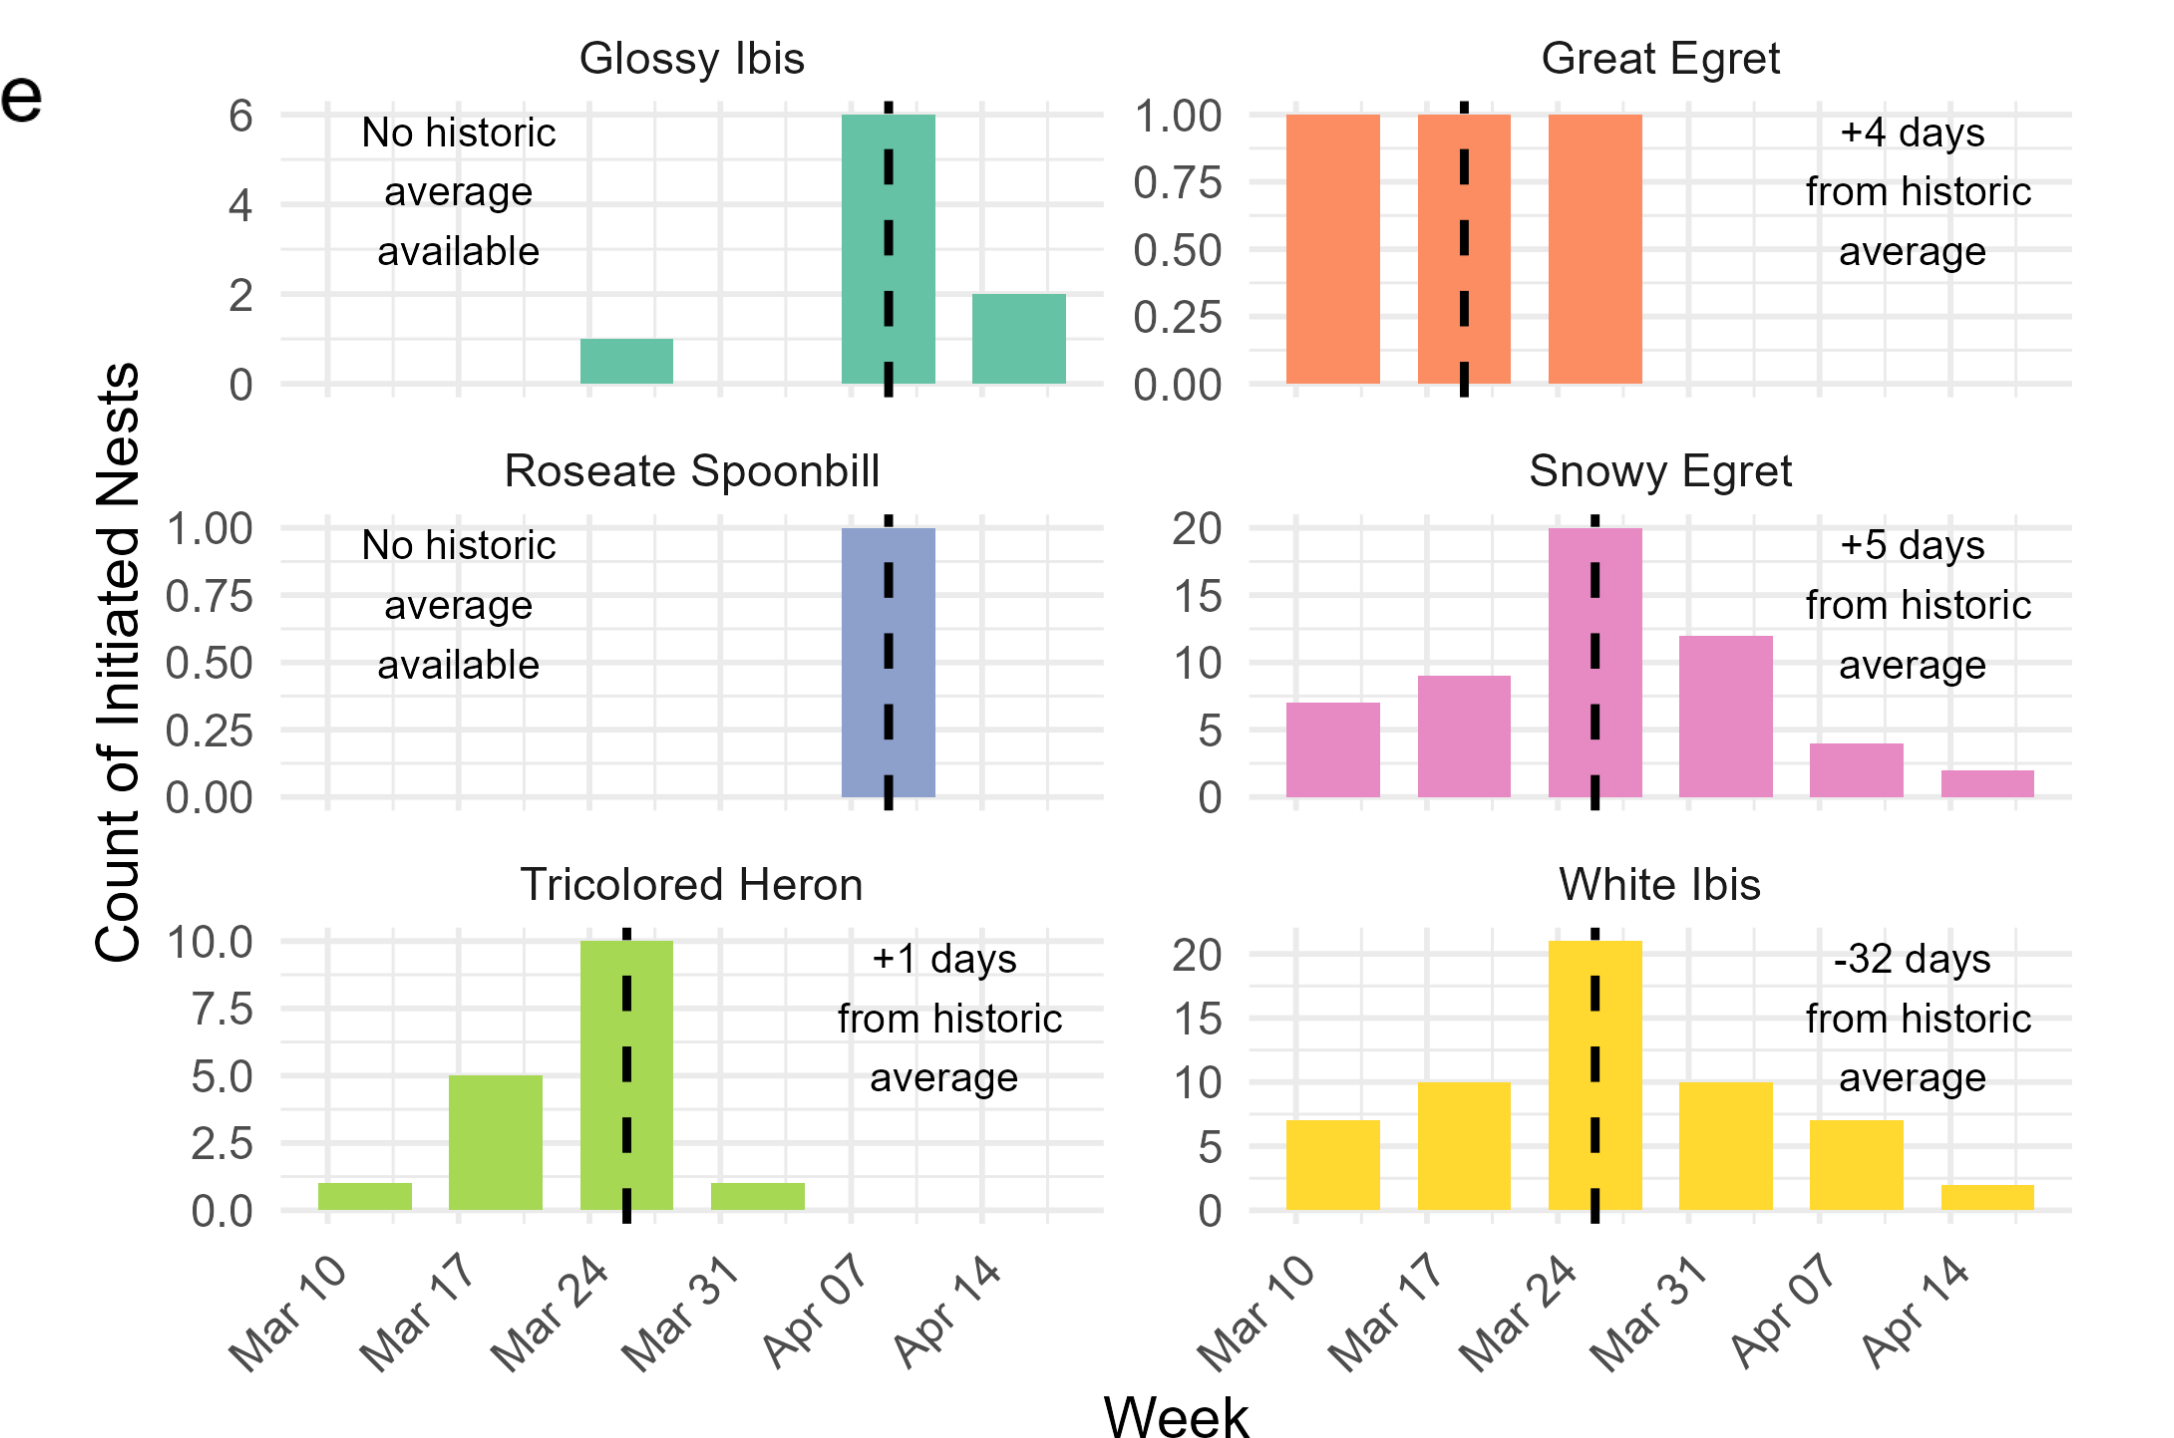 e
Glossy Ibis
Great Egret
6
4
2
0
No historic
average
available
1.00
0.75
0.50
0.25
0.00
+4 days
from historic
average
Roseate Spoonbill
Snowy Egret
1.00
0.75
0.50
0.25
0.00
No historic
average
available
20
15
10
5
0
+5 days
from historic
average
Tricolored Heron
White Ibis
10.0
7.5
5.0
2.5
0.0
+1 days
from historic
average
20
15
10
5
0
-32 days
from historic
average
Count of Initiated Nests
Mar 10
Mar 17
Mar 24
Mar 31
Apr 07
Apr 14
Mar 10
Mar 17
Mar 24
Mar 31
Apr 07
Apr 14
Week